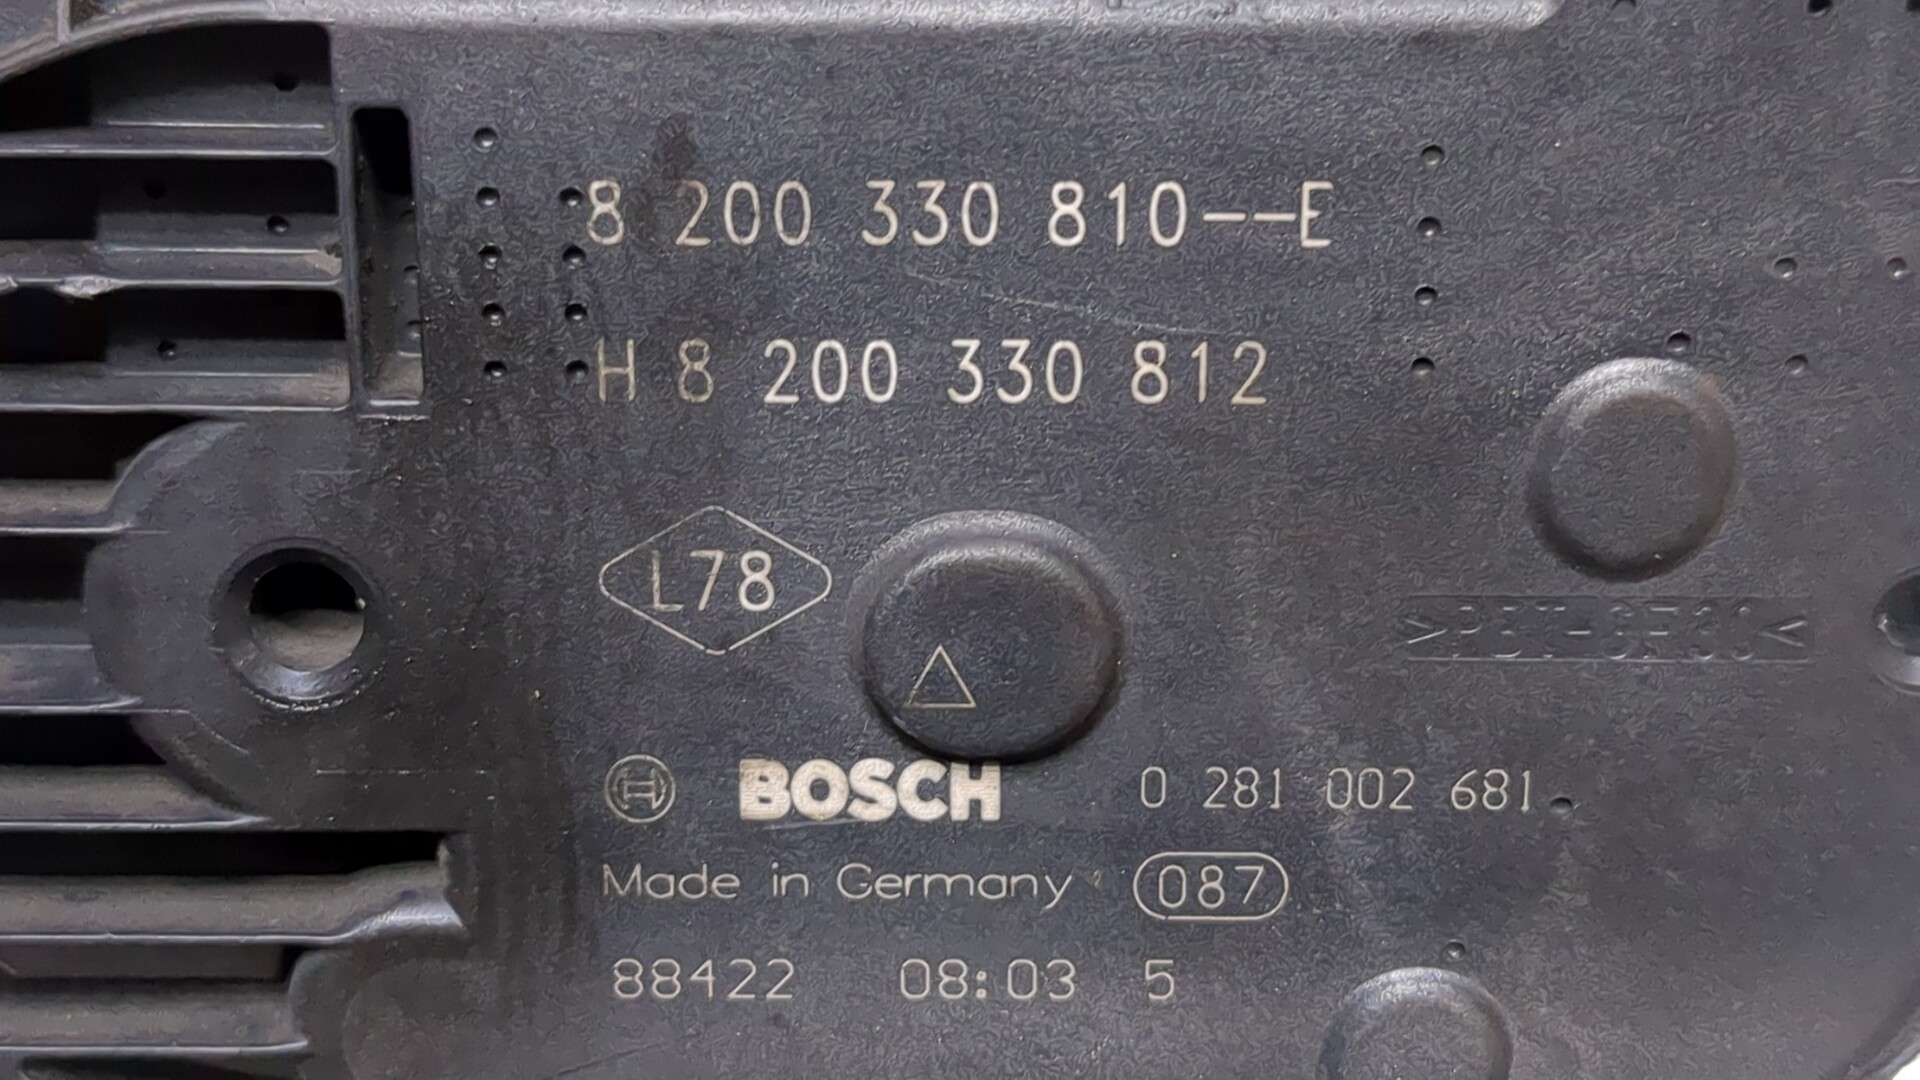 8 200 330 810--E
H 8 200 330 812
L78
BOSCH 0 281 002 681
Made in Germany 087
88422 08:03 5